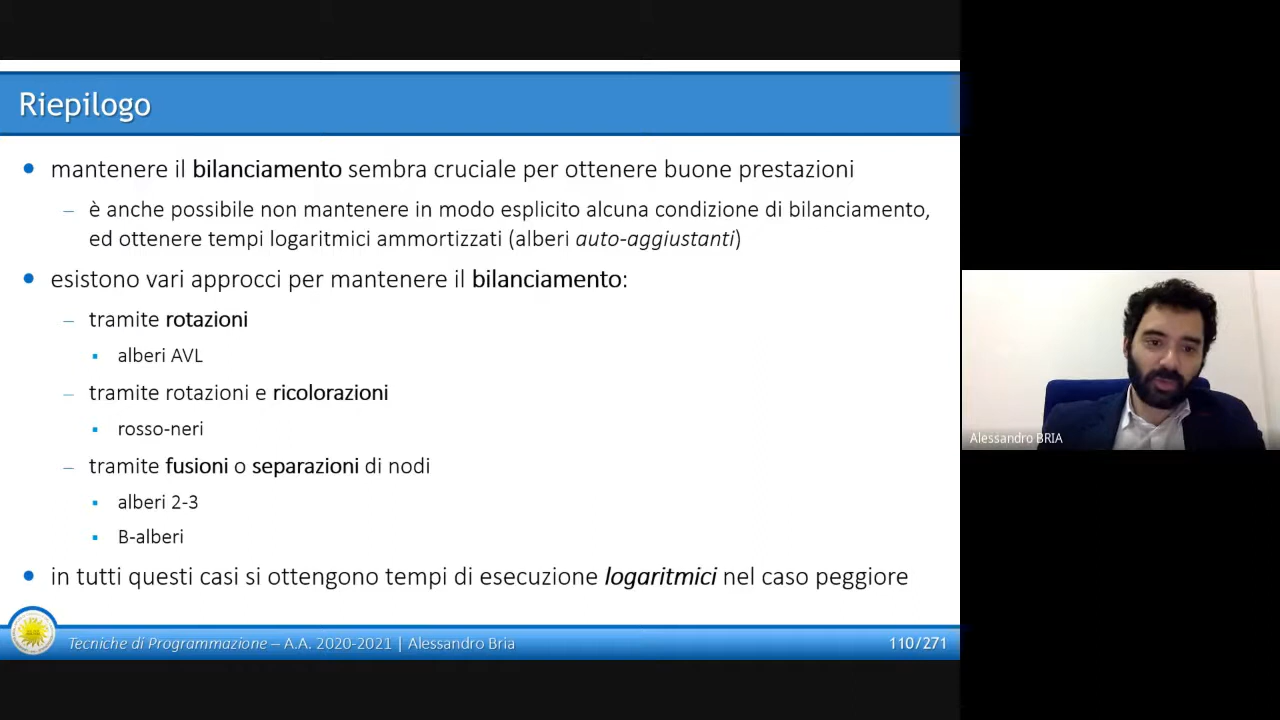 Riepilogo
• mantenere il bilanciamento sembra cruciale per ottenere buone prestazioni
– è anche possibile non mantenere in modo esplicito alcuna condizione di bilanciamento,
ed ottenere tempi logaritmici ammortizzati (alberi auto-aggiustanti)
• esistono vari approcci per mantenere il bilanciamento:
– tramite rotazioni
▪ alberi AVL
– tramite rotazioni e ricolorazioni
▪ rosso-neri
– tramite fusioni o separazioni di nodi
▪ alberi 2-3
▪ B-alberi
• in tutti questi casi si ottengono tempi di esecuzione logaritmici nel caso peggiore
Tecniche di Programmazione – A.A. 2020-2021 | Alessandro Bria
110/271
Alessandro BRIA